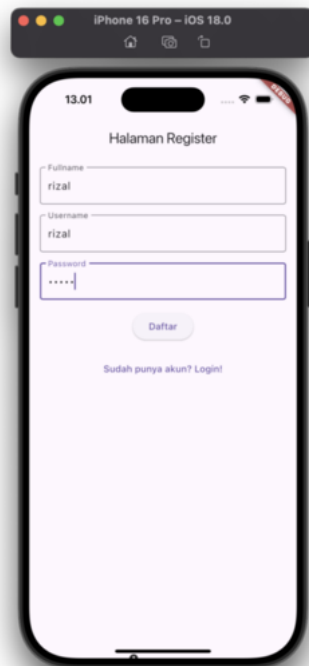 iPhone 16 Pro – iOS 18.0
13.01
DEBUG
Halaman Register
Fullname
rizal
Username
rizal
Password
•••••
Daftar
Sudah punya akun? Login!